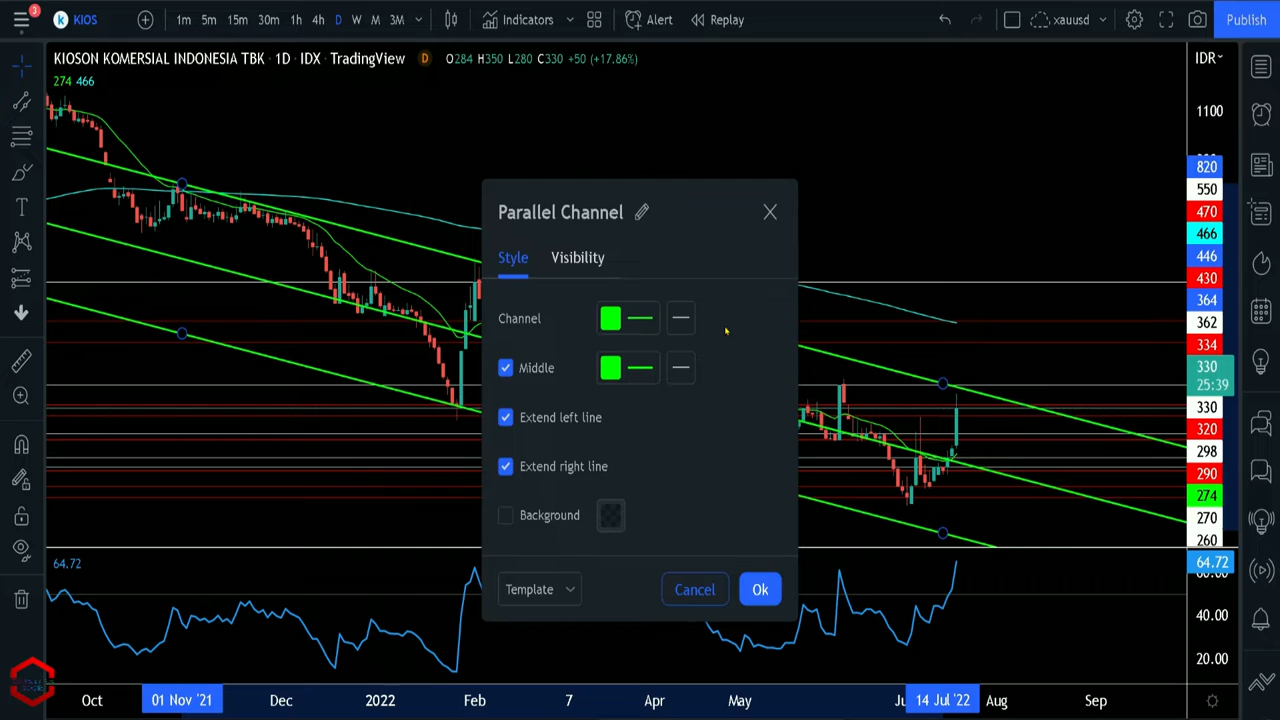 3
KIOS
1m 5m 15m 30m 1h 4h D W M 3M Indicators Alert Replay xauusd Publish
KIOSON KOMERSIAL INDONESIA TBK · 1D · IDX · TradingView D O284 H350 L280 C330 +50 (+17.86%)
IDR
274 466
1100
820
550
470
466
446
430
364
362
334
330
25:39
330
320
298
290
274
270
260
Parallel Channel
Style Visibility
Channel
Middle
Extend left line
Extend right line
Background
Template Cancel Ok
64.72
64.72
40.00
20.00
Oct 01 Nov '21 Dec 2022 Feb 7 Apr May 14 Jul '22 Aug Sep